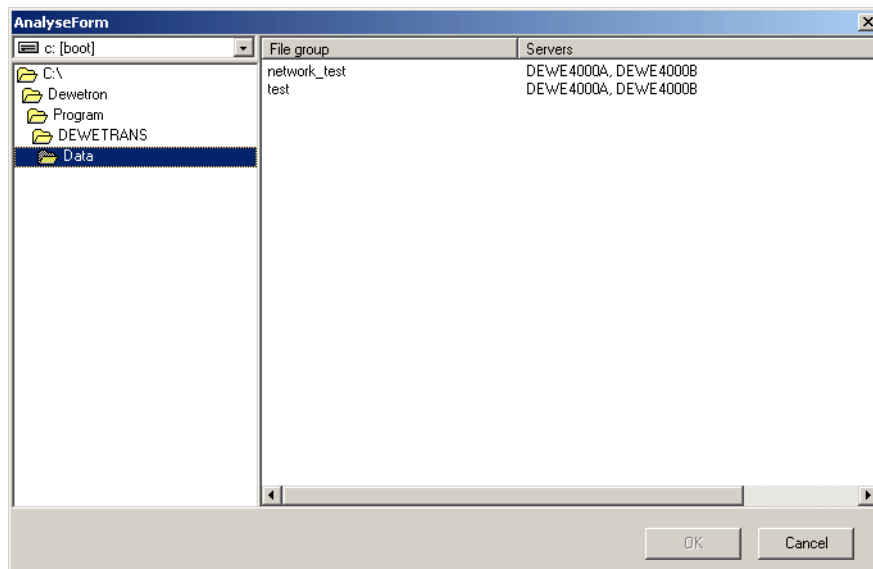 AnalyseForm
c: [boot]
C:\
Dewetron
Program
DEWETRANS
Data
File group Servers
network_test DEWE4000A, DEWE4000B
test DEWE4000A, DEWE4000B
OK Cancel